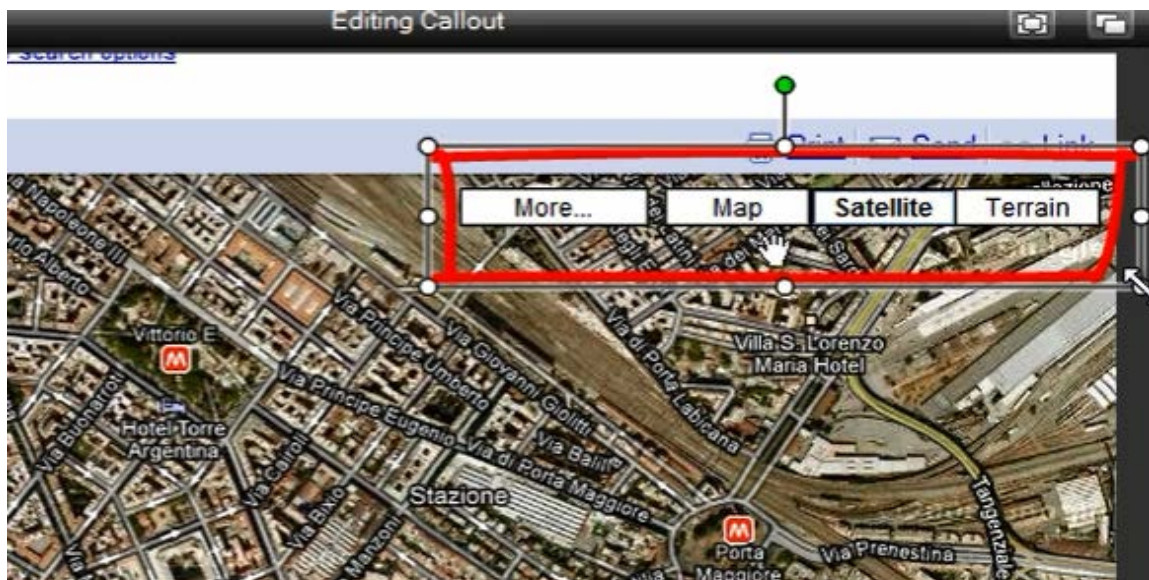 Editing Callout
search options
Print Send Link
More... Map Satellite Terrain
Via Napoleone III
Vittorio E
Via Principe Umberto
Via Giovanni Giolitti
Via di Porta Labicana
Villa S. Lorenzo
Maria Hotel
Via Buonarroti
Hotel Torre
Argentina
Via Cairoli
Via Principe Eugenio
Via di Porta Maggiore
Via Bixio
Manzoni
Stazione
Tangenziale
Porta
Maggiore
Via Prenestina